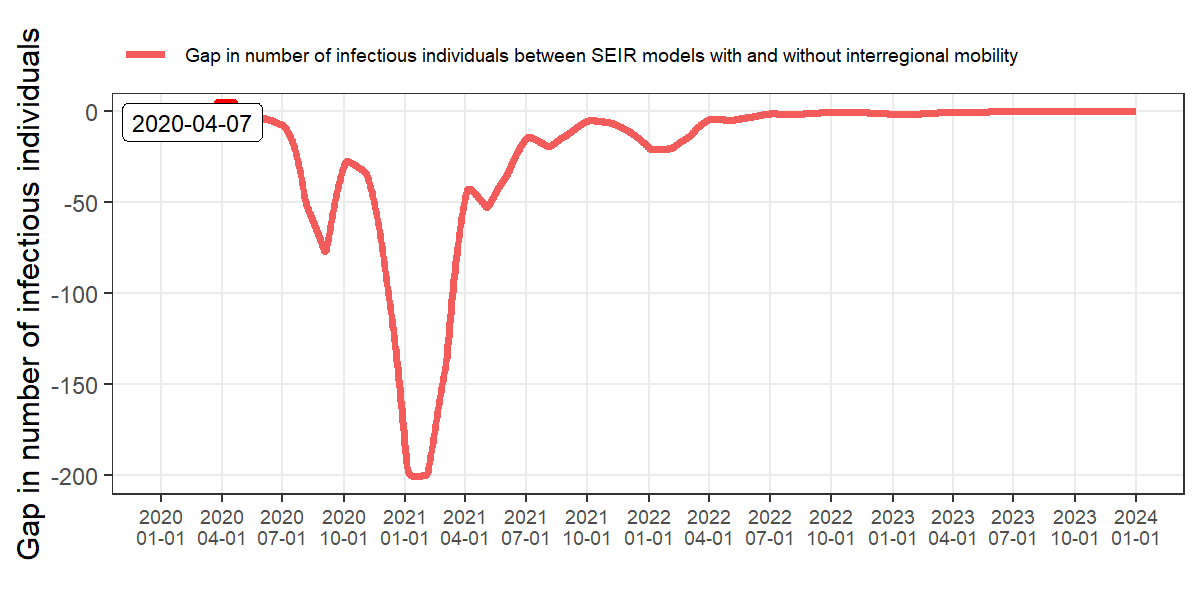 Gap in number of infectious individuals between SEIR models with and without interregional mobility
Gap in number of infectious individuals
0
-50
-100
-150
-200
2020-04-07
2020 2020 2020 2020 2021 2021 2021 2021 2022 2022 2022 2022 2023 2023 2023 2023 2024
01-01 04-01 07-01 10-01 01-01 04-01 07-01 10-01 01-01 04-01 07-01 10-01 01-01 04-01 07-01 10-01 01-01